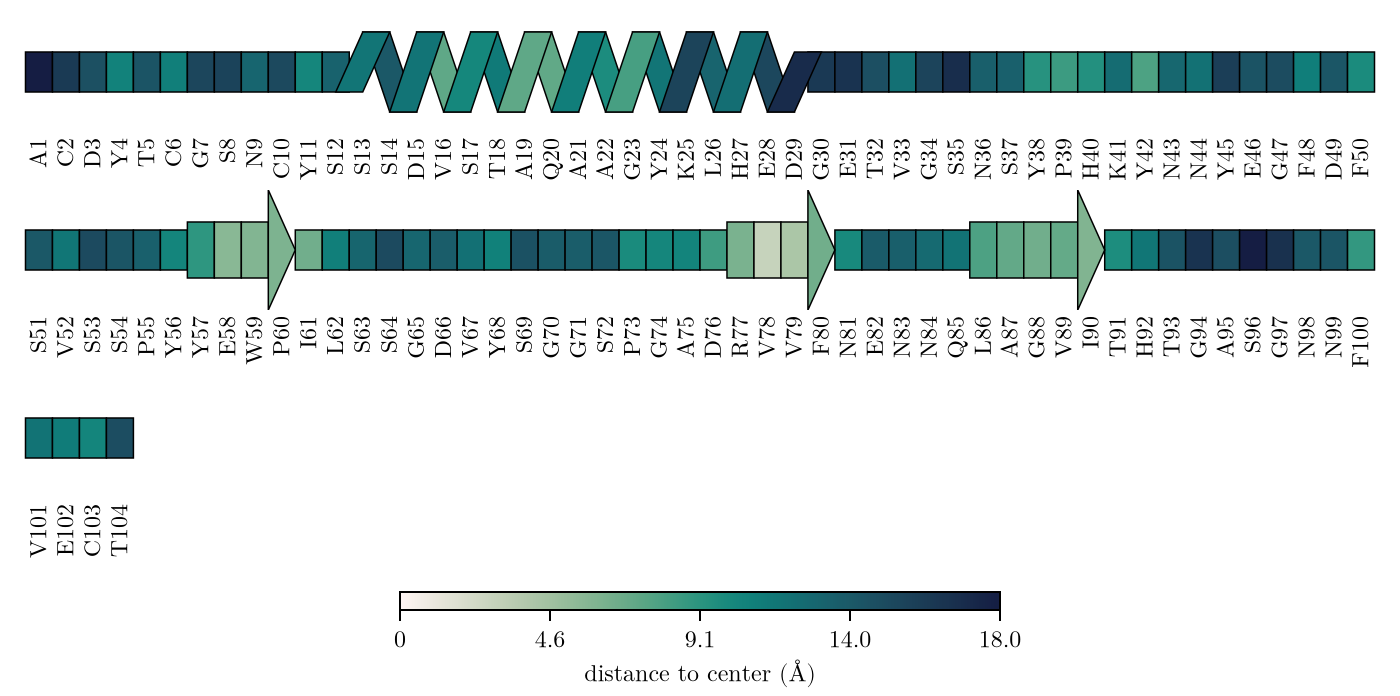 A1 C2 D3 Y4 T5 C6 G7 S8 N9 C10 Y11 S12 S13 S14 D15 V16 S17 T18 A19 Q20 A21 A22 G23 Y24 K25 L26 H27 E28 D29 G30 E31 T32 V33 G34 S35 N36 S37 Y38 P39 H40 K41 Y42 N43 N44 Y45 E46 G47 F48 D49 F50
S51 V52 S53 S54 P55 Y56 Y57 E58 W59 P60 I61 L62 S63 S64 G65 D66 V67 Y68 S69 G70 G71 S72 P73 G74 A75 D76 R77 V78 V79 F80 N81 E82 N83 N84 Q85 L86 A87 G88 V89 I90 T91 H92 T93 G94 A95 S96 G97 N98 N99 F100
V101 E102 C103 T104
0 4.6 9.1 14.0 18.0
distance to center (Å)